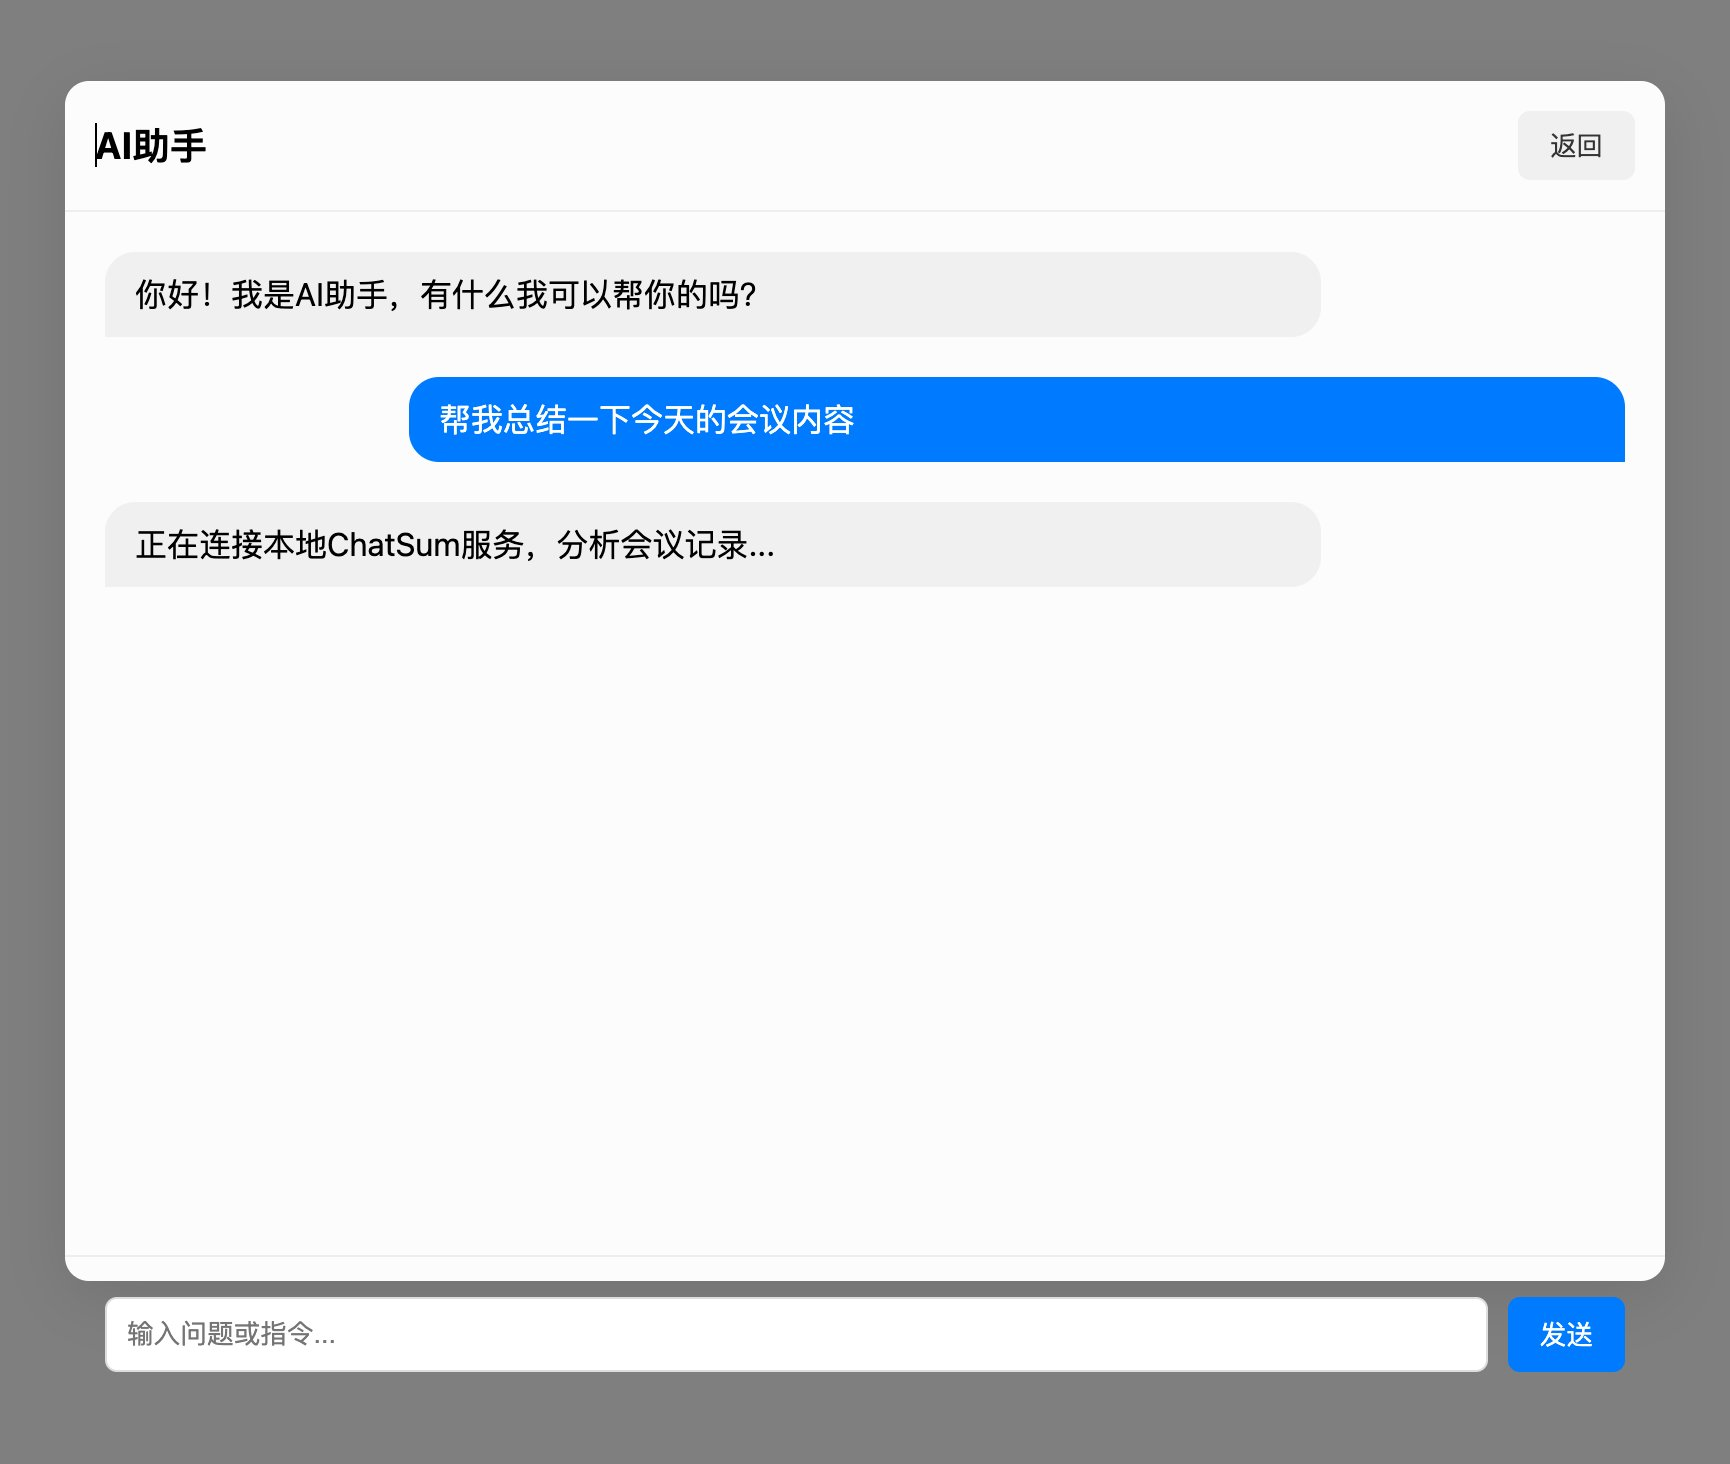 AI助手
返回
你好！我是AI助手，有什么我可以帮你的吗？
帮我总结一下今天的会议内容
正在连接本地ChatSum服务，分析会议记录...
输入问题或指令...
发送